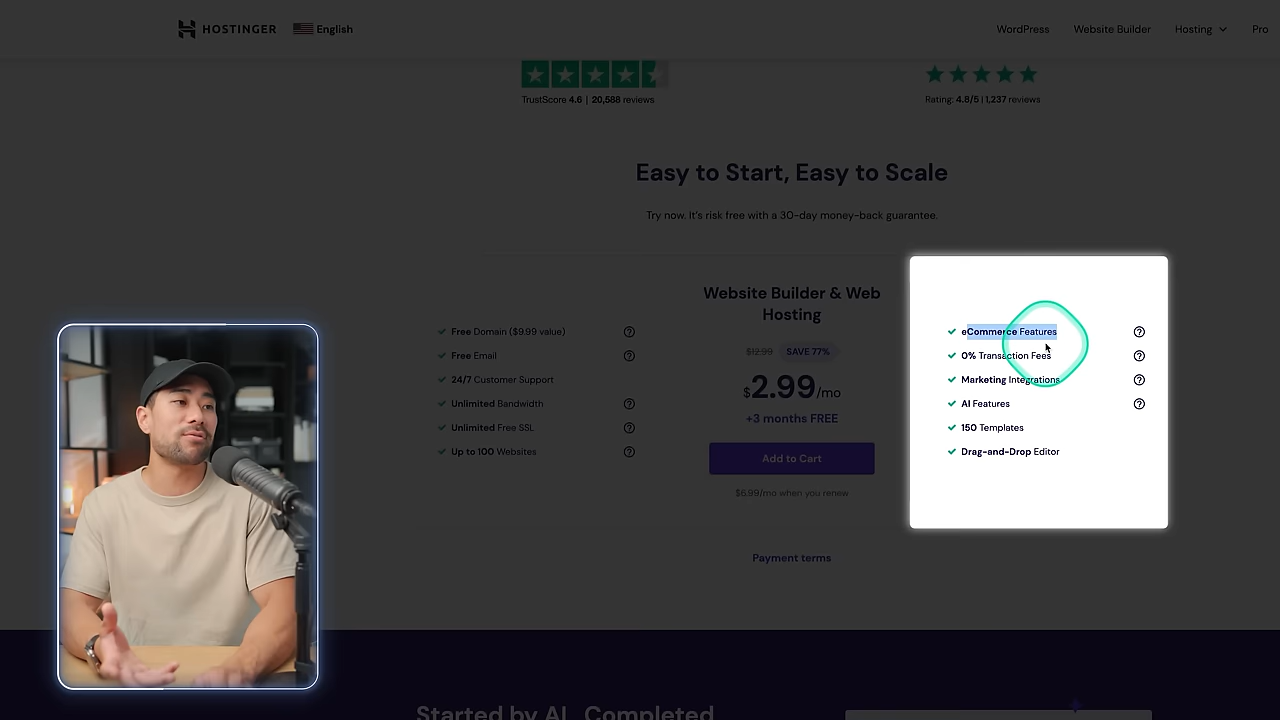 HOSTINGER
English
WordPress
Website Builder
Hosting
Pro
TrustScore 4.6 | 20,588 reviews
Rating: 4.8/5 | 1,237 reviews
Easy to Start, Easy to Scale
Try now. It's risk free with a 30-day money-back guarantee.
Free Domain ($9.99 value)
Free Email
24/7 Customer Support
Unlimited Bandwidth
Unlimited Free SSL
Up to 100 Websites
Website Builder & Web
Hosting
$12.99 SAVE 77%
$2.99/mo
+3 months FREE
Add to Cart
$6.99/mo when you renew
Payment terms
eCommerce Features
0% Transaction Fees
Marketing Integrations
AI Features
150 Templates
Drag-and-Drop Editor
Started by AI, Completed